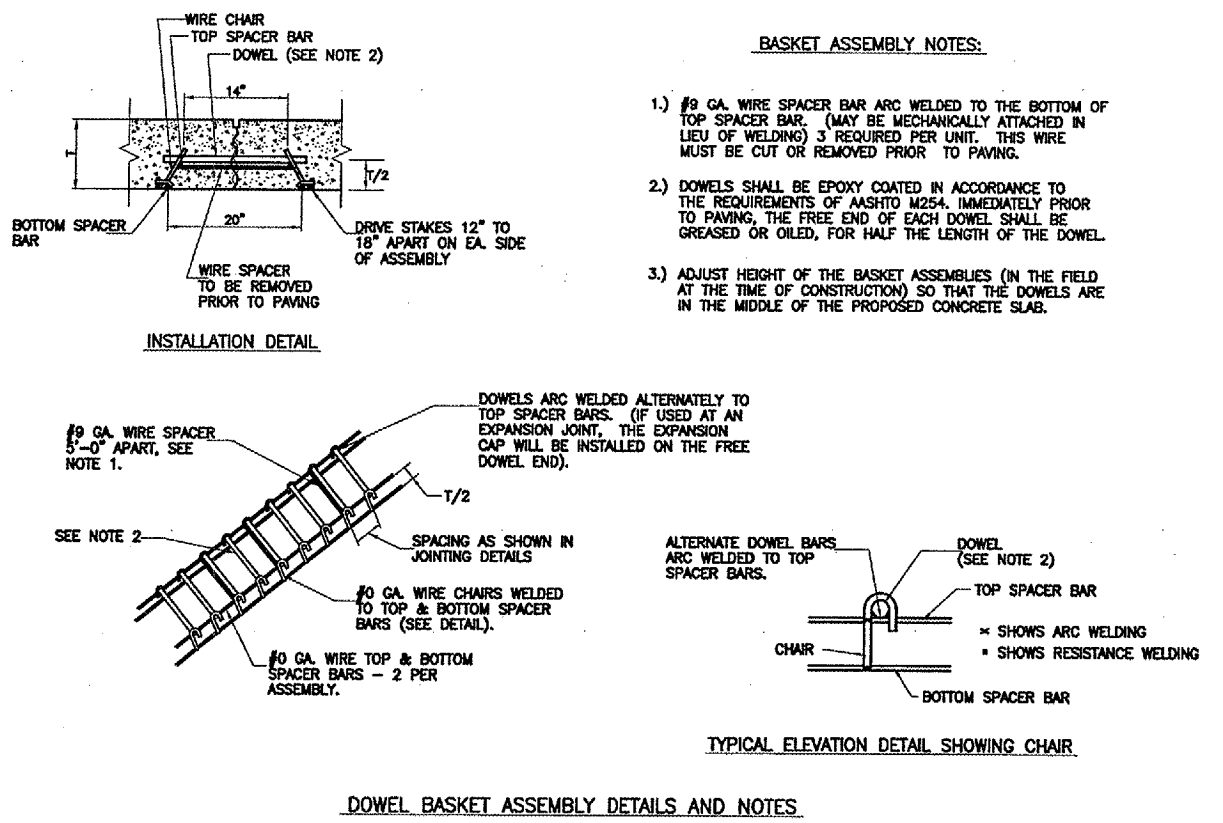 WIRE CHAIR
TOP SPACER BAR
DOWEL (SEE NOTE 2)
14"
T
T/2
20"
BOTTOM SPACER
BAR
DRIVE STAKES 12" TO
18" APART ON EA. SIDE
OF ASSEMBLY
WIRE SPACER
TO BE REMOVED
PRIOR TO PAVING
INSTALLATION DETAIL
BASKET ASSEMBLY NOTES:
1.) #9 GA. WIRE SPACER BAR ARC WELDED TO THE BOTTOM OF
TOP SPACER BAR. (MAY BE MECHANICALLY ATTACHED IN
LIEU OF WELDING) 3 REQUIRED PER UNIT. THIS WIRE
MUST BE CUT OR REMOVED PRIOR TO PAVING.
2.) DOWELS SHALL BE EPOXY COATED IN ACCORDANCE TO
THE REQUIREMENTS OF AASHTO M254. IMMEDIATELY PRIOR
TO PAVING, THE FREE END OF EACH DOWEL SHALL BE
GREASED OR OILED, FOR HALF THE LENGTH OF THE DOWEL.
3.) ADJUST HEIGHT OF THE BASKET ASSEMBLIES (IN THE FIELD
AT THE TIME OF CONSTRUCTION) SO THAT THE DOWELS ARE
IN THE MIDDLE OF THE PROPOSED CONCRETE SLAB.
#9 GA. WIRE SPACER
5'-0" APART, SEE
NOTE 1.
DOWELS ARC WELDED ALTERNATELY TO
TOP SPACER BARS. (IF USED AT AN
EXPANSION JOINT, THE EXPANSION
CAP WILL BE INSTALLED ON THE FREE
DOWEL END).
T/2
SEE NOTE 2
SPACING AS SHOWN IN
JOINTING DETAILS
#0 GA. WIRE CHAIRS WELDED
TO TOP & BOTTOM SPACER
BARS (SEE DETAIL).
#0 GA. WIRE TOP & BOTTOM
SPACER BARS - 2 PER
ASSEMBLY.
ALTERNATE DOWEL BARS
ARC WELDED TO TOP
SPACER BARS.
DOWEL
(SEE NOTE 2)
TOP SPACER BAR
× SHOWS ARC WELDING
▪ SHOWS RESISTANCE WELDING
CHAIR
BOTTOM SPACER BAR
TYPICAL ELEVATION DETAIL SHOWING CHAIR
DOWEL BASKET ASSEMBLY DETAILS AND NOTES